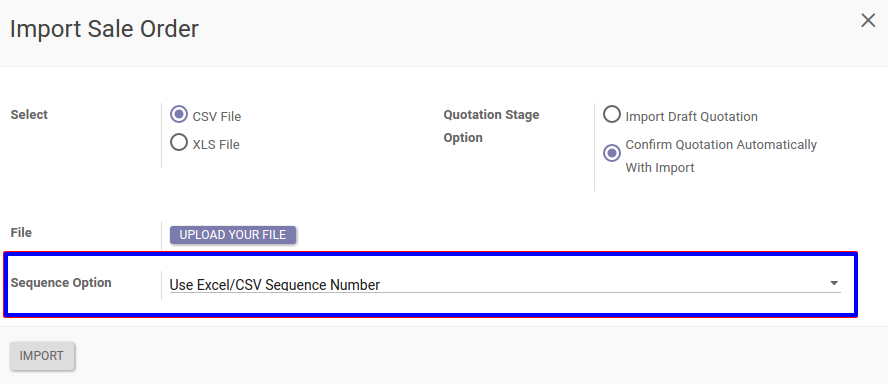 Import Sale Order
Select
CSV File
XLS File
Quotation Stage
Option
Import Draft Quotation
Confirm Quotation Automatically
With Import
File
UPLOAD YOUR FILE
Sequence Option
Use Excel/CSV Sequence Number
IMPORT